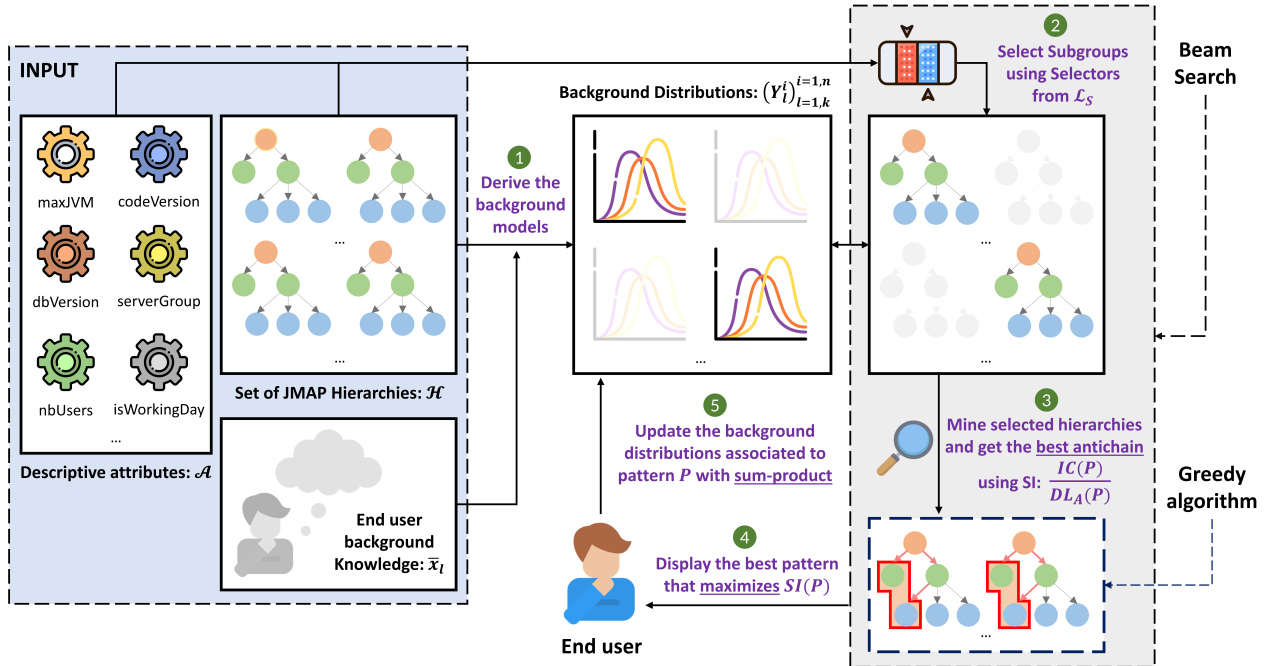 INPUT
maxJVM
codeVersion
dbVersion
serverGroup
nbUsers
isWorkingDay
...
Descriptive attributes: 𝒜
...
...
Set of JMAP Hierarchies: ℋ
End user
background
Knowledge: x̅_l
1
Derive the
background
models
Background Distributions: (Y_l^i)_{l=1,k}^{i=1,n}
...
2
Select Subgroups
using Selectors
from ℒ_S
...
...
Beam
Search
3
Mine selected hierarchies
and get the best antichain
using SI: IC(P) / DL_A(P)
Greedy
algorithm
...
4
Display the best pattern
that maximizes SI(P)
End user
5
Update the background
distributions associated to
pattern P with sum-product